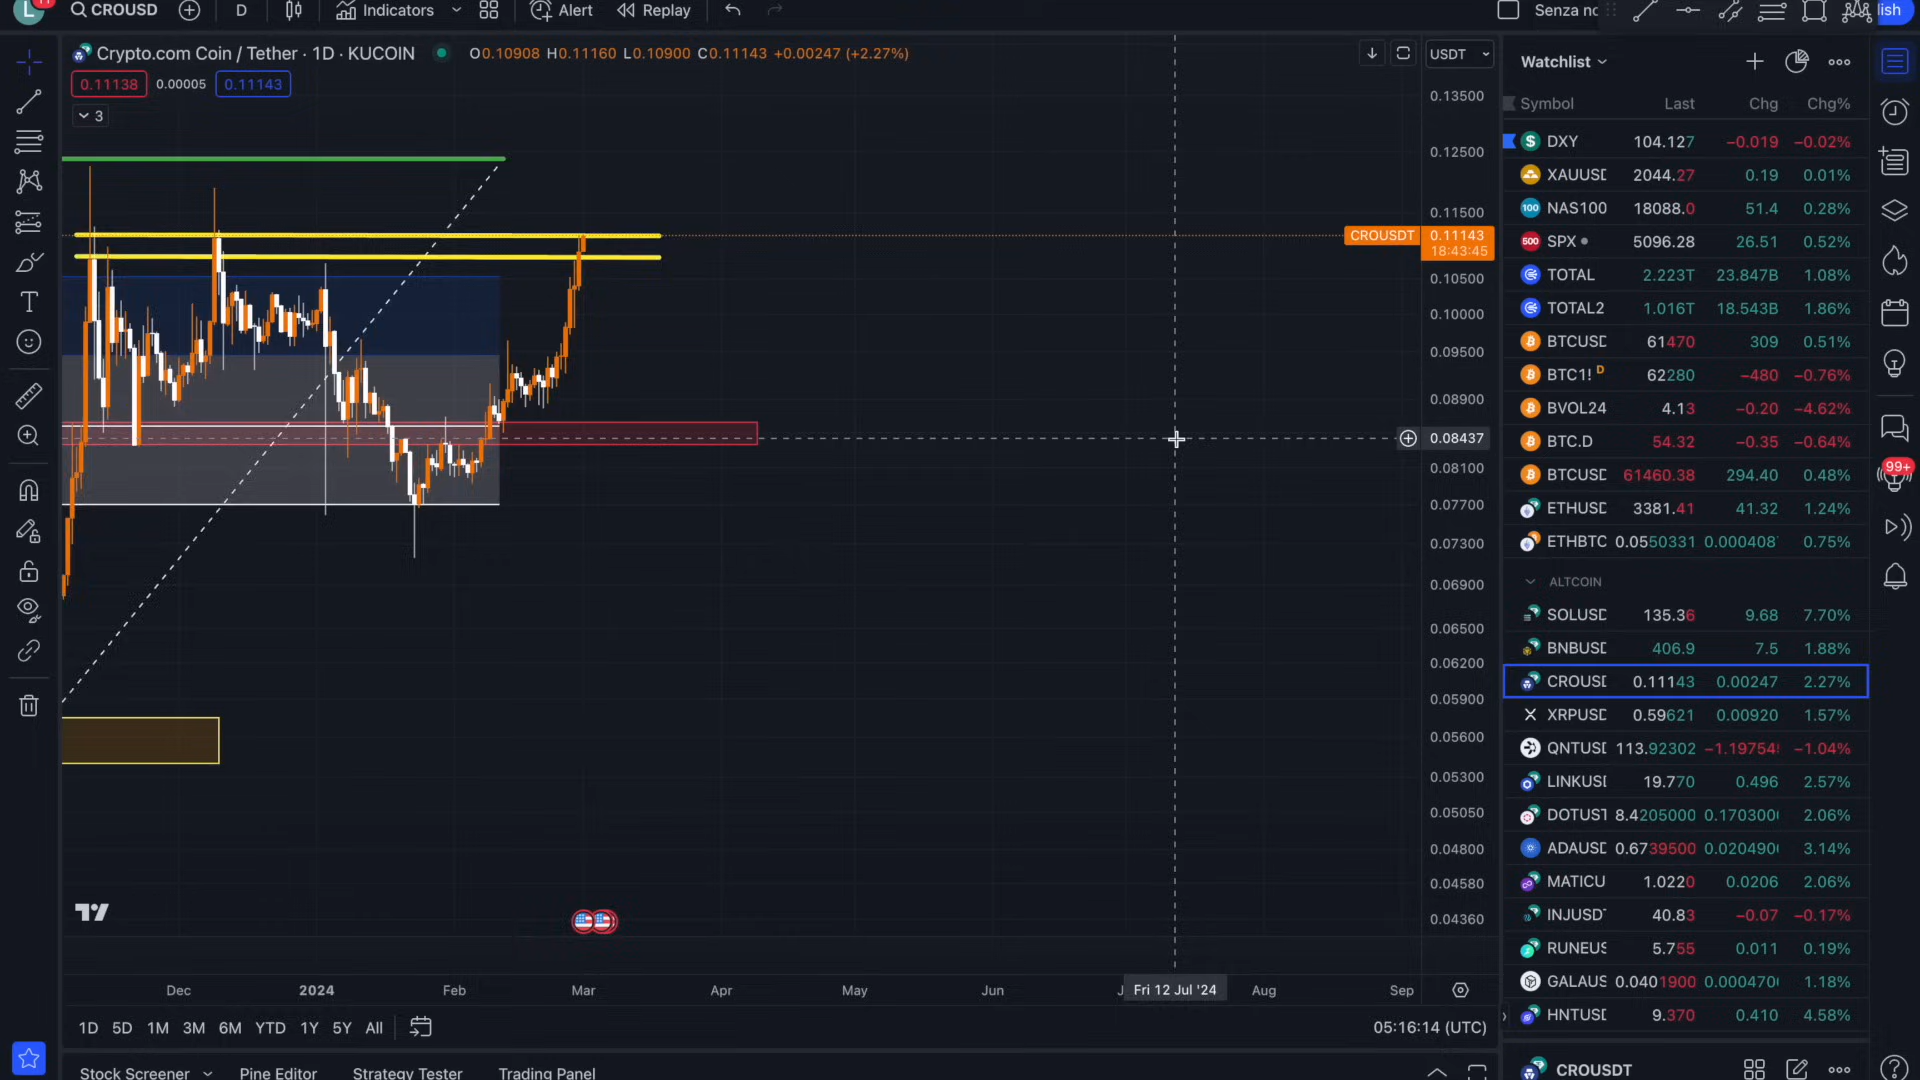 L 11 CROUSD D Indicators Alert Replay Senza lish
Crypto.com Coin / Tether · 1D · KUCOIN O0.10908 H0.11160 L0.10900 C0.11143 +0.00247 (+2.27%)
0.11138 0.00005 0.11143
3
USDT
0.13500
0.12500
0.11500
CROUSDT 0.11143
18:43:45
0.10500
0.10000
0.09500
0.08900
0.08437
0.08100
0.07700
0.07300
0.06900
0.06500
0.06200
0.05900
0.05600
0.05300
0.05050
0.04800
0.04580
0.04360
Dec 2024 Feb Mar Apr May Jun Fri 12 Jul '24 Aug Sep
1D 5D 1M 3M 6M YTD 1Y 5Y All 05:16:14 (UTC)
Stock Screener Pine Editor Strategy Tester Trading Panel
Watchlist
Symbol Last Chg Chg%
DXY 104.127 −0.019 −0.02%
XAUUSD 2044.27 0.19 0.01%
100 NAS100 18088.0 51.4 0.28%
500 SPX 5096.28 26.51 0.52%
TOTAL 2.223T 23.847B 1.08%
TOTAL2 1.016T 18.543B 1.86%
BTCUSD 61470 309 0.51%
BTC1! D 62280 −480 −0.76%
BVOL24 4.13 −0.20 −4.62%
BTC.D 54.32 −0.35 −0.64%
BTCUSD 61460.38 294.40 0.48%
ETHUSD 3381.41 41.32 1.24%
ETHBTC 0.0550331 0.000408 0.75%
ALTCOIN
SOLUSD 135.36 9.68 7.70%
BNBUSD 406.9 7.5 1.88%
CROUSD 0.11143 0.00247 2.27%
XRPUSD 0.59621 0.00920 1.57%
QNTUSD 113.92302 −1.19754 −1.04%
LINKUSD 19.770 0.496 2.57%
DOTUST 8.4205000 0.170300 2.06%
ADAUSD 0.6739500 0.020490 3.14%
MATICU 1.0220 0.0206 2.06%
INJUSDT 40.83 −0.07 −0.17%
RUNEUS 5.755 0.011 0.19%
GALAUS 0.0401900 0.000470 1.18%
HNTUSD 9.370 0.410 4.58%
CROUSDT
99+